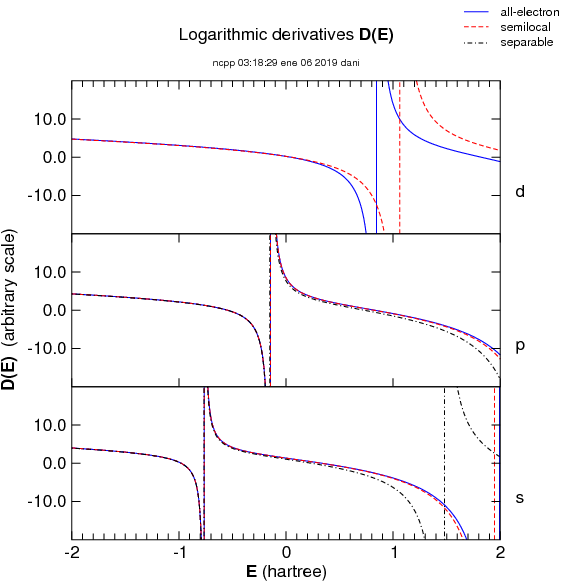 all-electron
semilocal
separable
Logarithmic derivatives D(E)
ncpp 03:18:29 ene 06 2019 dani
10.0
0.0
-10.0
d
10.0
0.0
-10.0
p
D(E) (arbitrary scale)
10.0
0.0
-10.0
s
-2 -1 0 1 2
E (hartree)